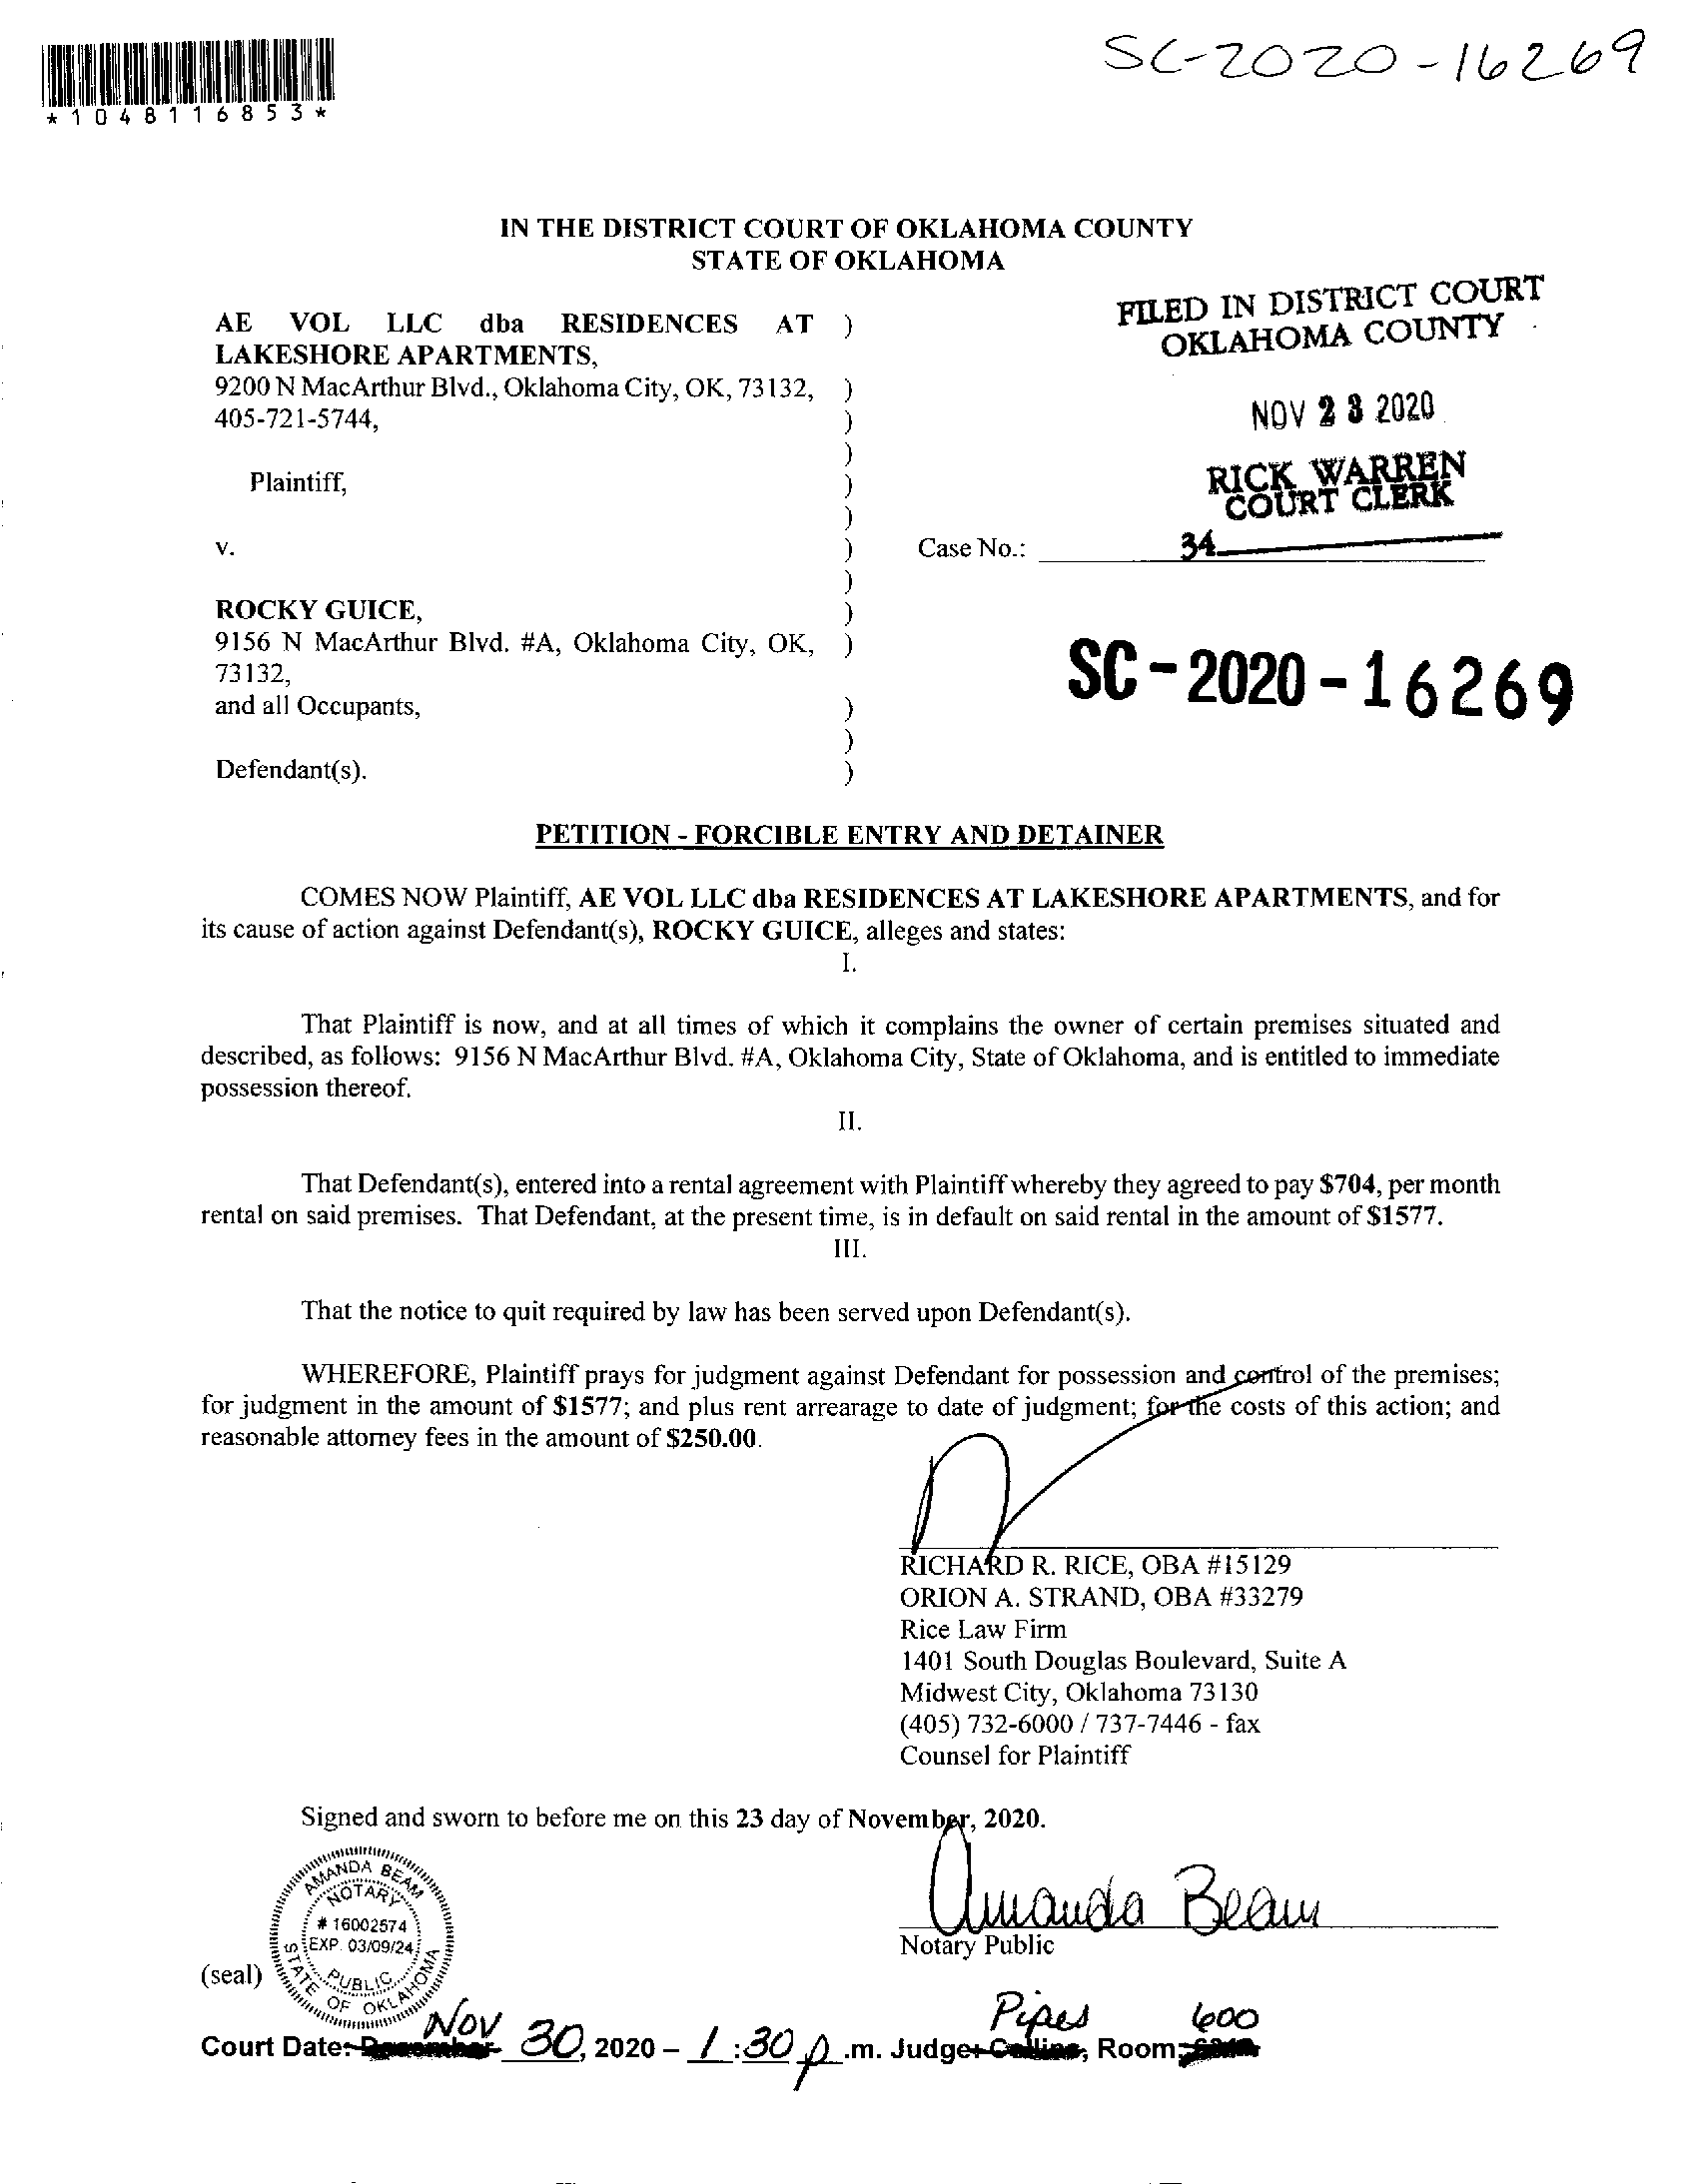 SC-2020-16269
*1048116853*
IN THE DISTRICT COURT OF OKLAHOMA COUNTY
STATE OF OKLAHOMA
FILED IN DISTRICT COURT
OKLAHOMA COUNTY
NOV 23 2020
RICK WARREN
COURT CLERK
34
AE VOL LLC dba RESIDENCES AT )
LAKESHORE APARTMENTS,
9200 N MacArthur Blvd., Oklahoma City, OK, 73132, )
405-721-5744, )
)
Plaintiff, )
)
v. ) Case No.:
)
ROCKY GUICE, )
9156 N MacArthur Blvd. #A, Oklahoma City, OK, )
73132,
and all Occupants, )
)
Defendant(s). )
SC-2020-16269
PETITION - FORCIBLE ENTRY AND DETAINER
COMES NOW Plaintiff, AE VOL LLC dba RESIDENCES AT LAKESHORE APARTMENTS, and for
its cause of action against Defendant(s), ROCKY GUICE, alleges and states:
I.
That Plaintiff is now, and at all times of which it complains the owner of certain premises situated and
described, as follows: 9156 N MacArthur Blvd. #A, Oklahoma City, State of Oklahoma, and is entitled to immediate
possession thereof.
II.
That Defendant(s), entered into a rental agreement with Plaintiff whereby they agreed to pay $704, per month
rental on said premises. That Defendant, at the present time, is in default on said rental in the amount of $1577.
III.
That the notice to quit required by law has been served upon Defendant(s).
WHEREFORE, Plaintiff prays for judgment against Defendant for possession and control of the premises;
for judgment in the amount of $1577; and plus rent arrearage to date of judgment; for the costs of this action; and
reasonable attorney fees in the amount of $250.00.
RICHARD R. RICE, OBA #15129
ORION A. STRAND, OBA #33279
Rice Law Firm
1401 South Douglas Boulevard, Suite A
Midwest City, Oklahoma 73130
(405) 732-6000 / 737-7446 - fax
Counsel for Plaintiff
Signed and sworn to before me on this 23 day of November, 2020.
AMANDA BEAM
NOTARY
# 16002574
EXP. 03/09/24
PUBLIC
STATE OF OKLAHOMA
Amanda Beam
Notary Public
(seal)
Nov Pipes 600
Court Date: December 30, 2020 – 1:30 p.m. Judge: Collins, Room: